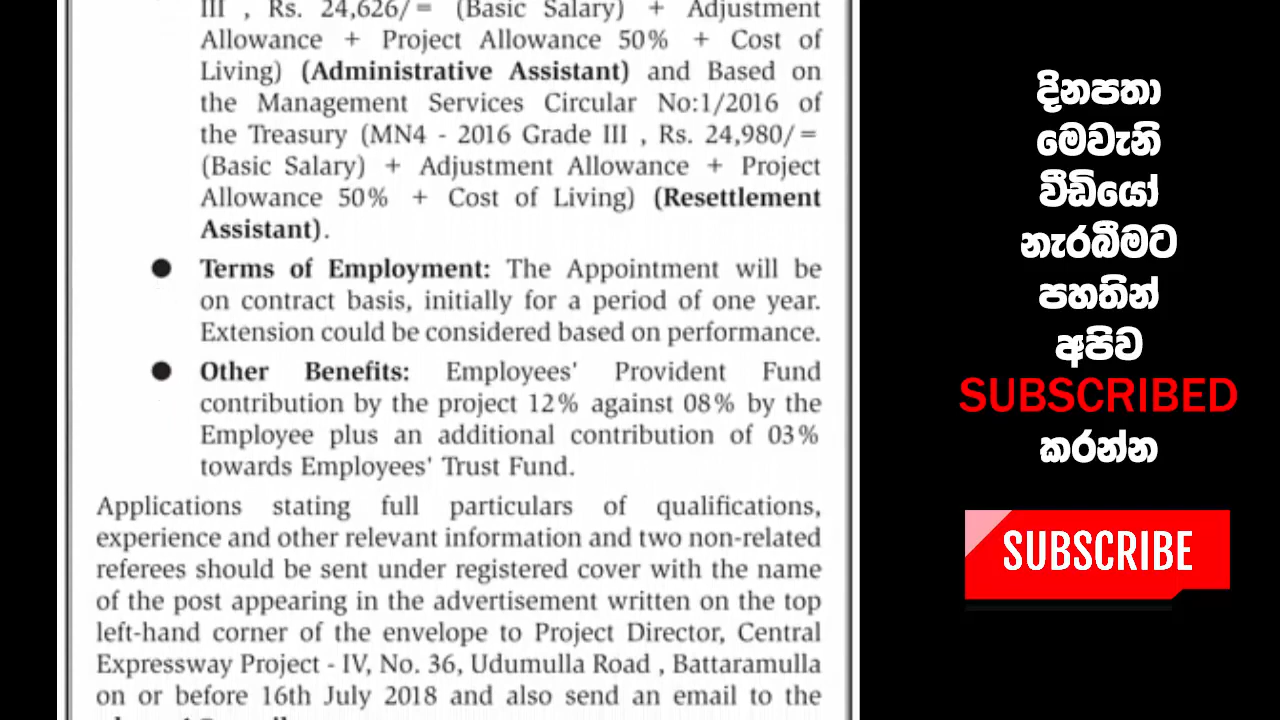 III , Rs. 24,626/= (Basic Salary) + Adjustment
Allowance + Project Allowance 50% + Cost of
Living) (Administrative Assistant) and Based on
the Management Services Circular No:1/2016 of
the Treasury (MN4 - 2016 Grade III , Rs. 24,980/=
(Basic Salary) + Adjustment Allowance + Project
Allowance 50% + Cost of Living) (Resettlement
Assistant).
● Terms of Employment: The Appointment will be
on contract basis, initially for a period of one year.
Extension could be considered based on performance.
● Other Benefits: Employees' Provident Fund
contribution by the project 12% against 08% by the
Employee plus an additional contribution of 03%
towards Employees' Trust Fund.
Applications stating full particulars of qualifications,
experience and other relevant information and two non-related
referees should be sent under registered cover with the name
of the post appearing in the advertisement written on the top
left-hand corner of the envelope to Project Director, Central
Expressway Project - IV, No. 36, Udumulla Road , Battaramulla
on or before 16th July 2018 and also send an email to the
දිනපතා
මෙවැනි
වීඩියෝ
නැරබීමට
පහතින්
අපිව
SUBSCRIBED
කරන්න
SUBSCRIBE